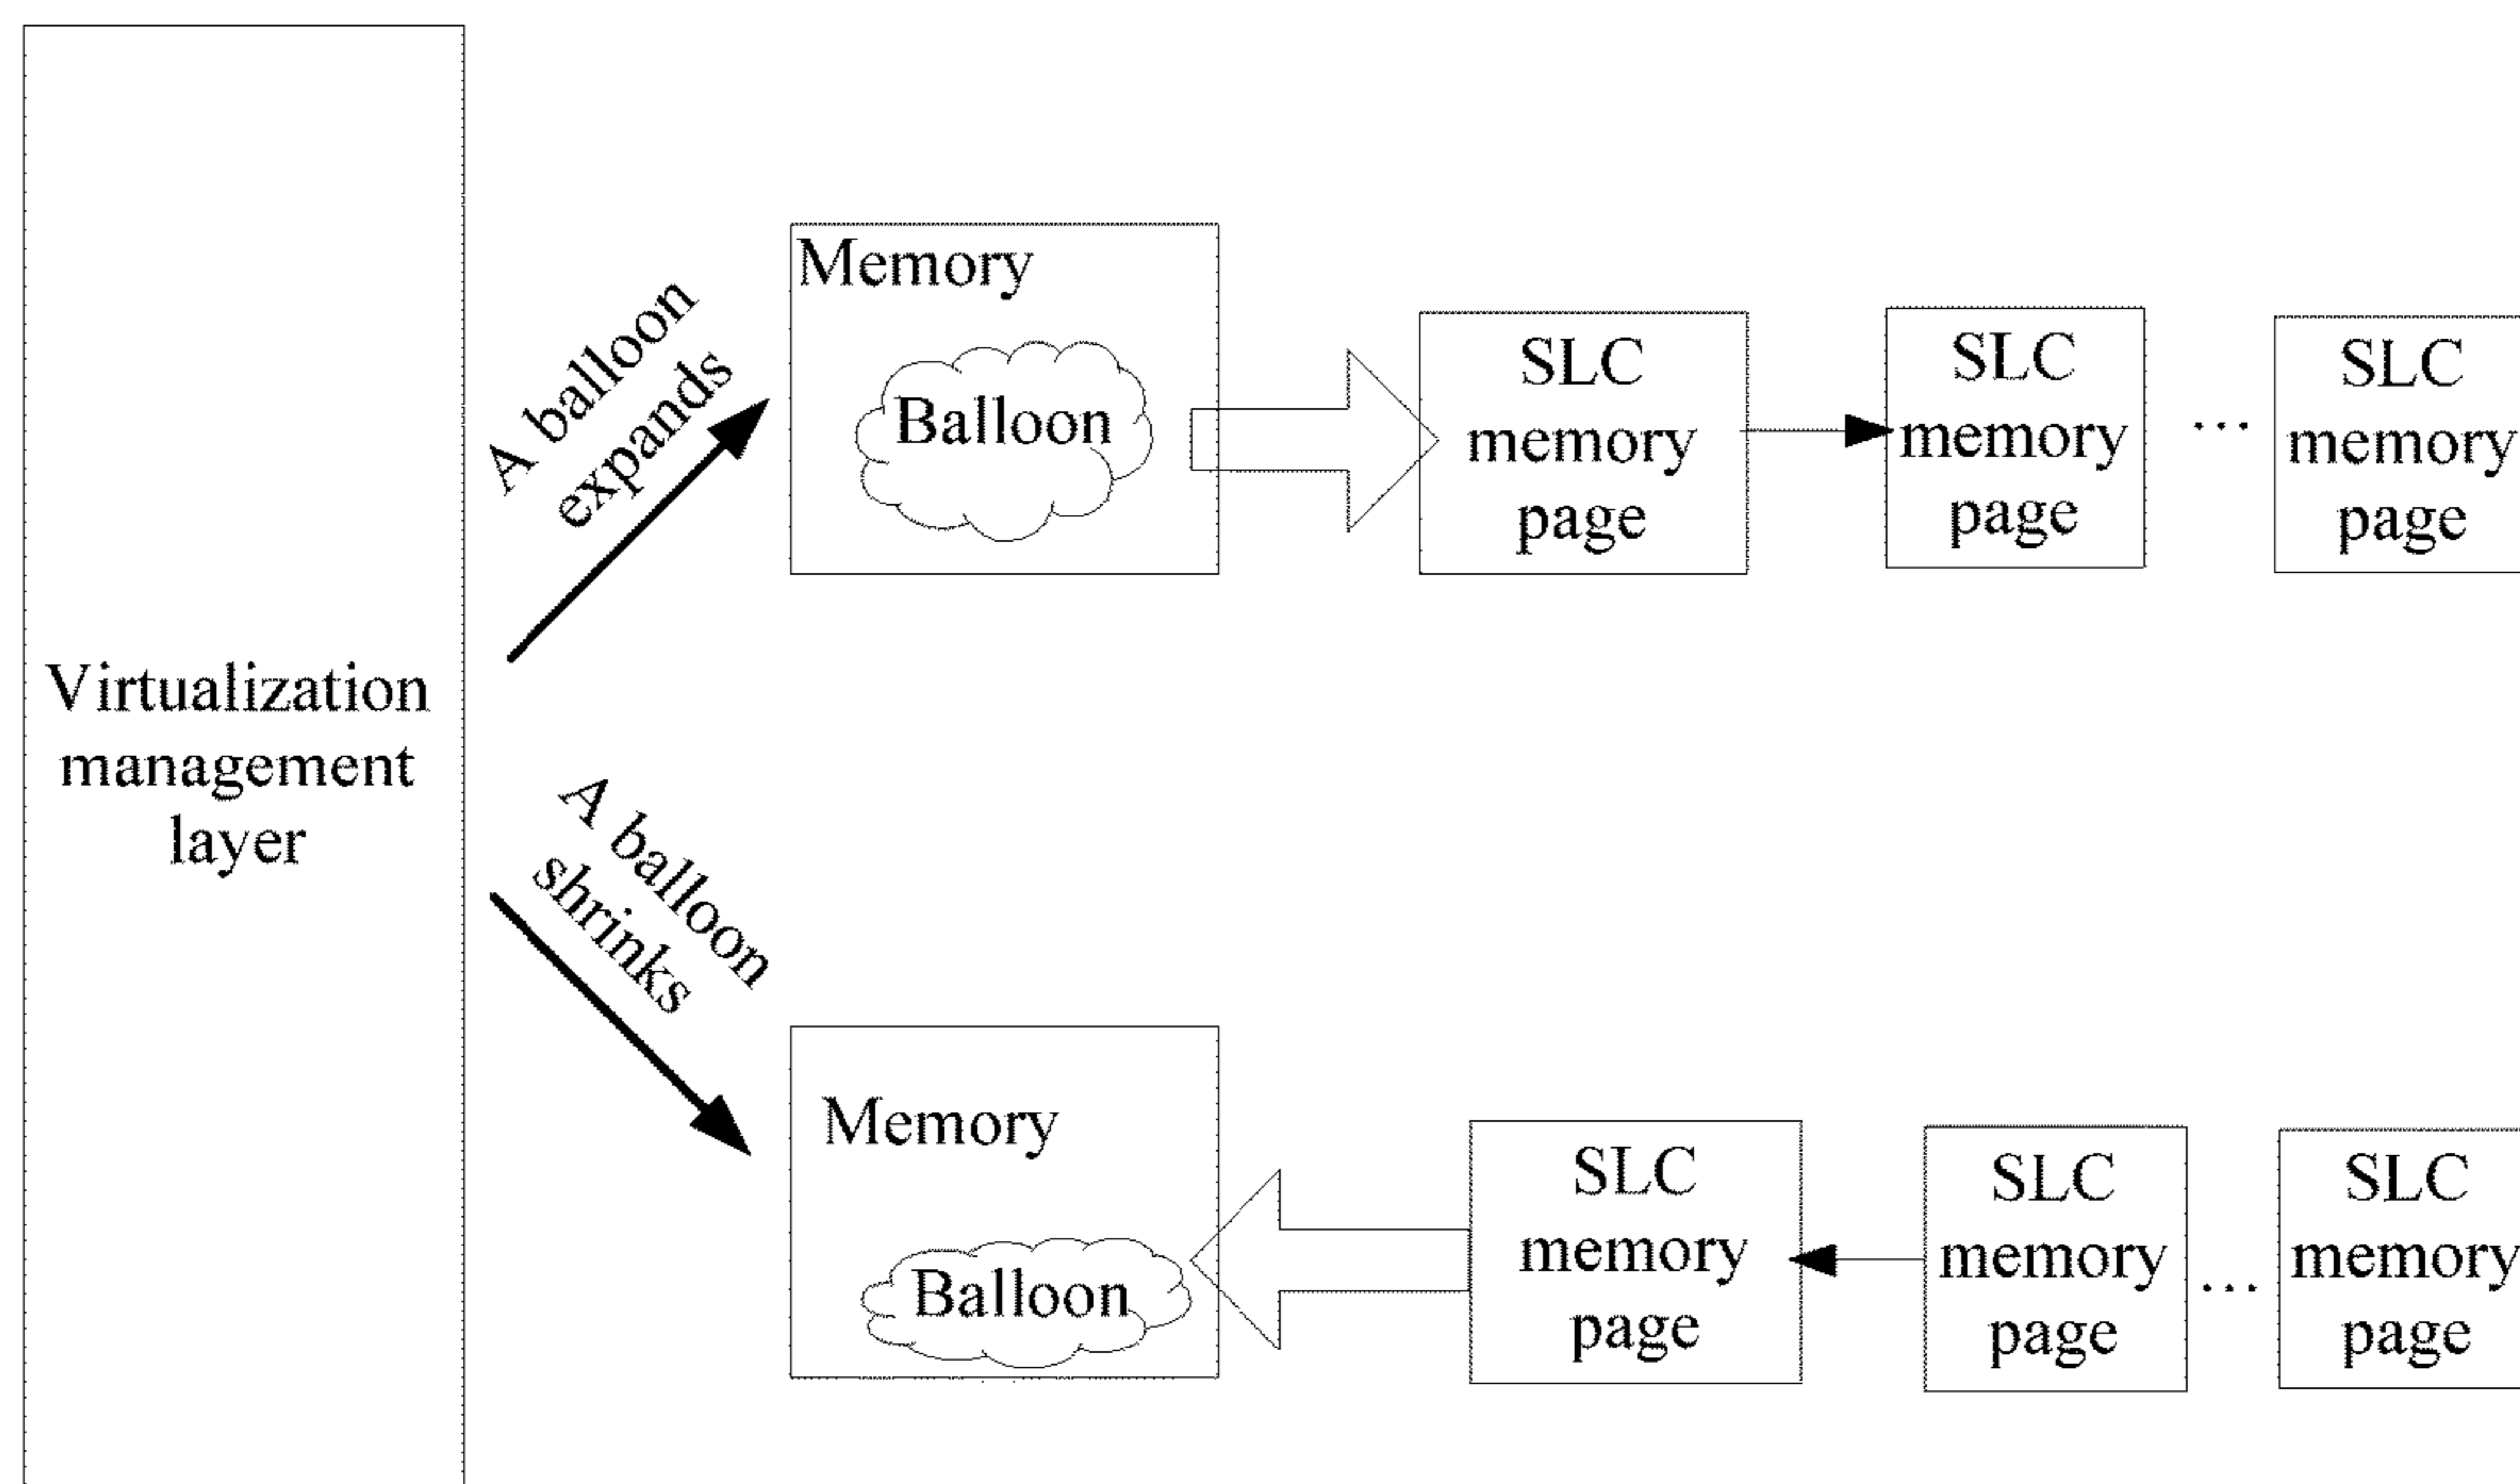 Virtualization
management
layer
A balloon
expands
Memory
Balloon
SLC
memory
page
SLC
memory
page
...
SLC
memory
page
A balloon
shrinks
Memory
Balloon
SLC
memory
page
SLC
memory
page
...
SLC
memory
page